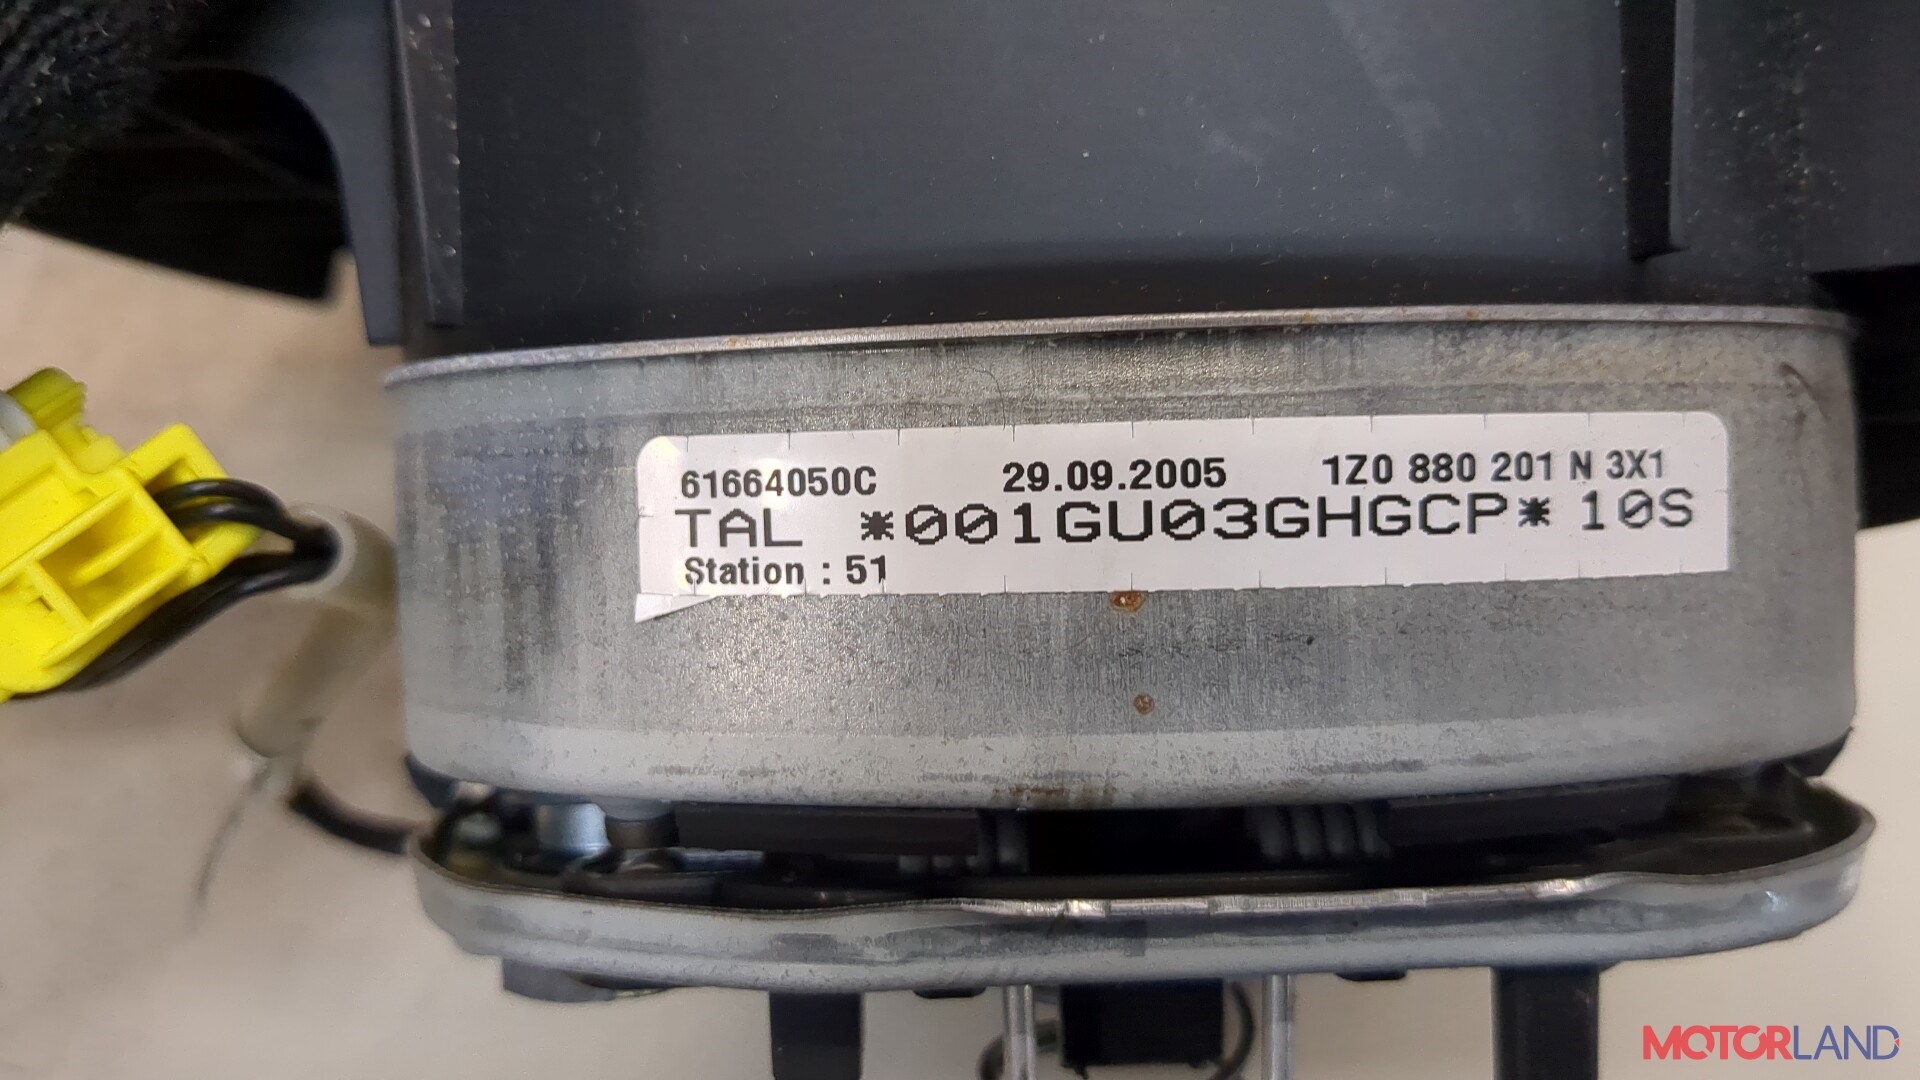 61664050C 29.09.2005 1Z0 880 201 N 3X1
TAL *001GU03GHGCP* 10S
Station : 51
MOTORLAND